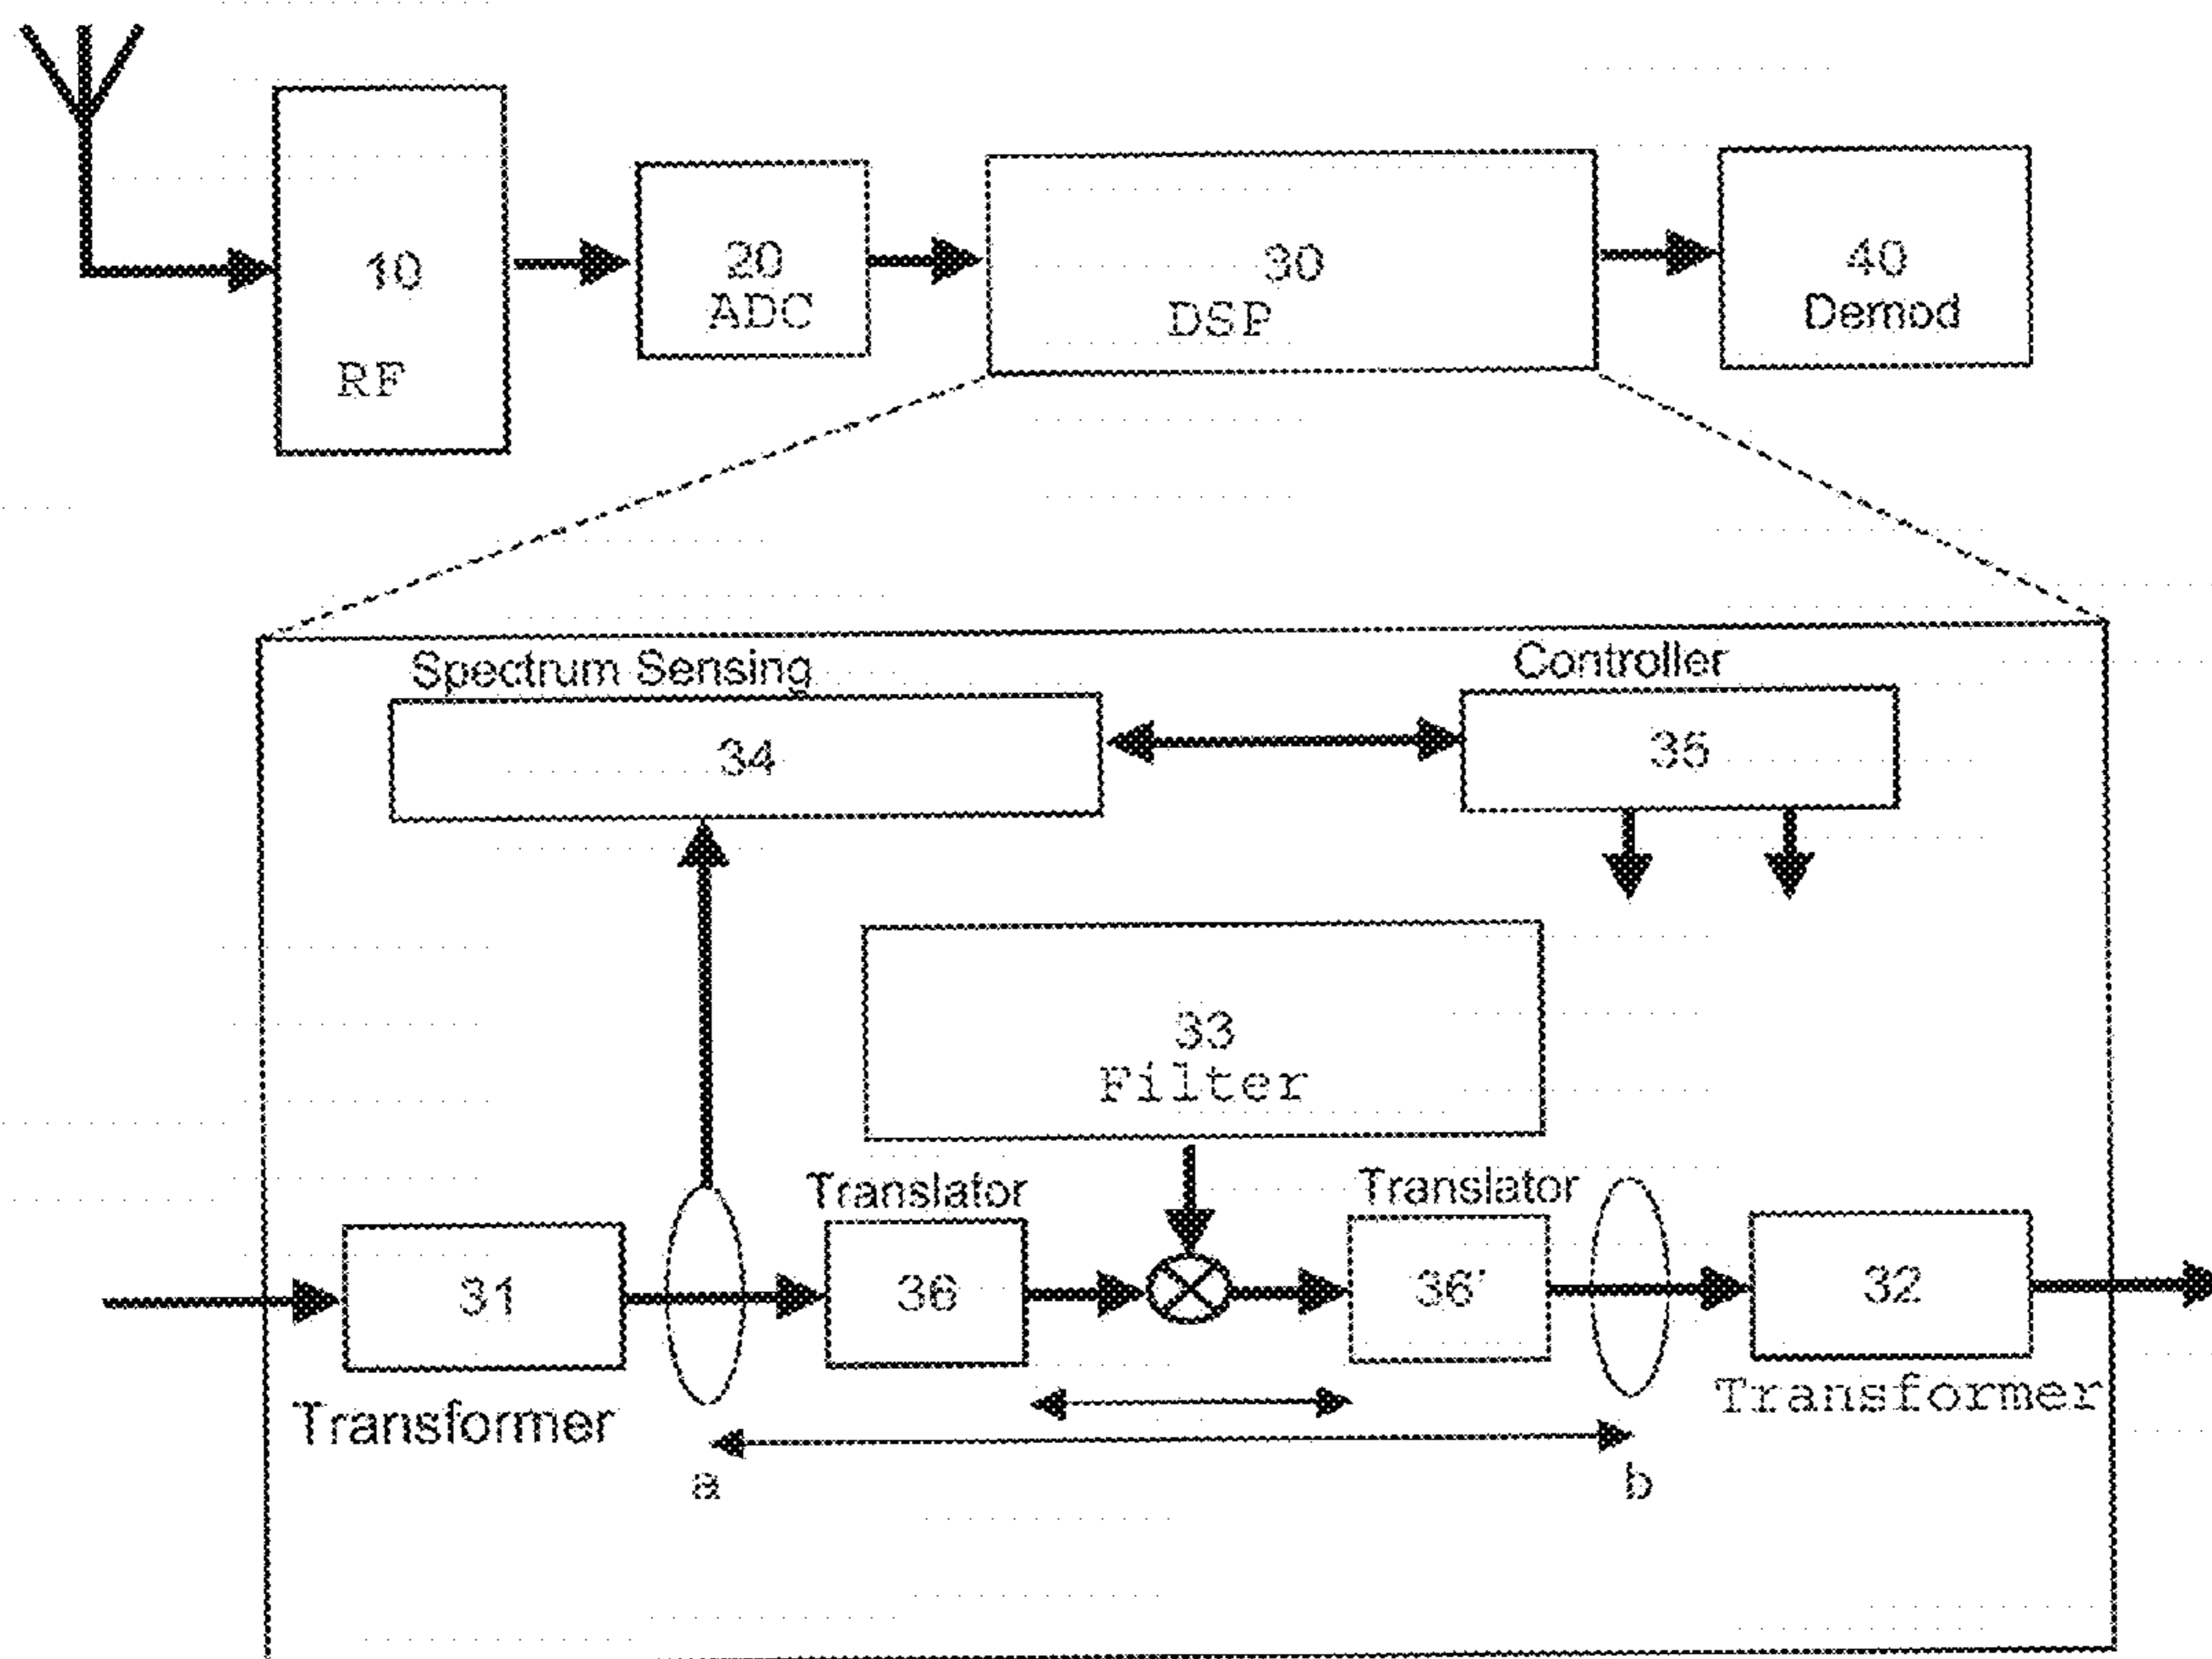 10
RF
20
ADC
30
DSP
40
Demod
Spectrum Sensing
34
Controller
35
33
Filter
Translator
Translator
31
36
36'
32
Transformer
Transformer
a
b